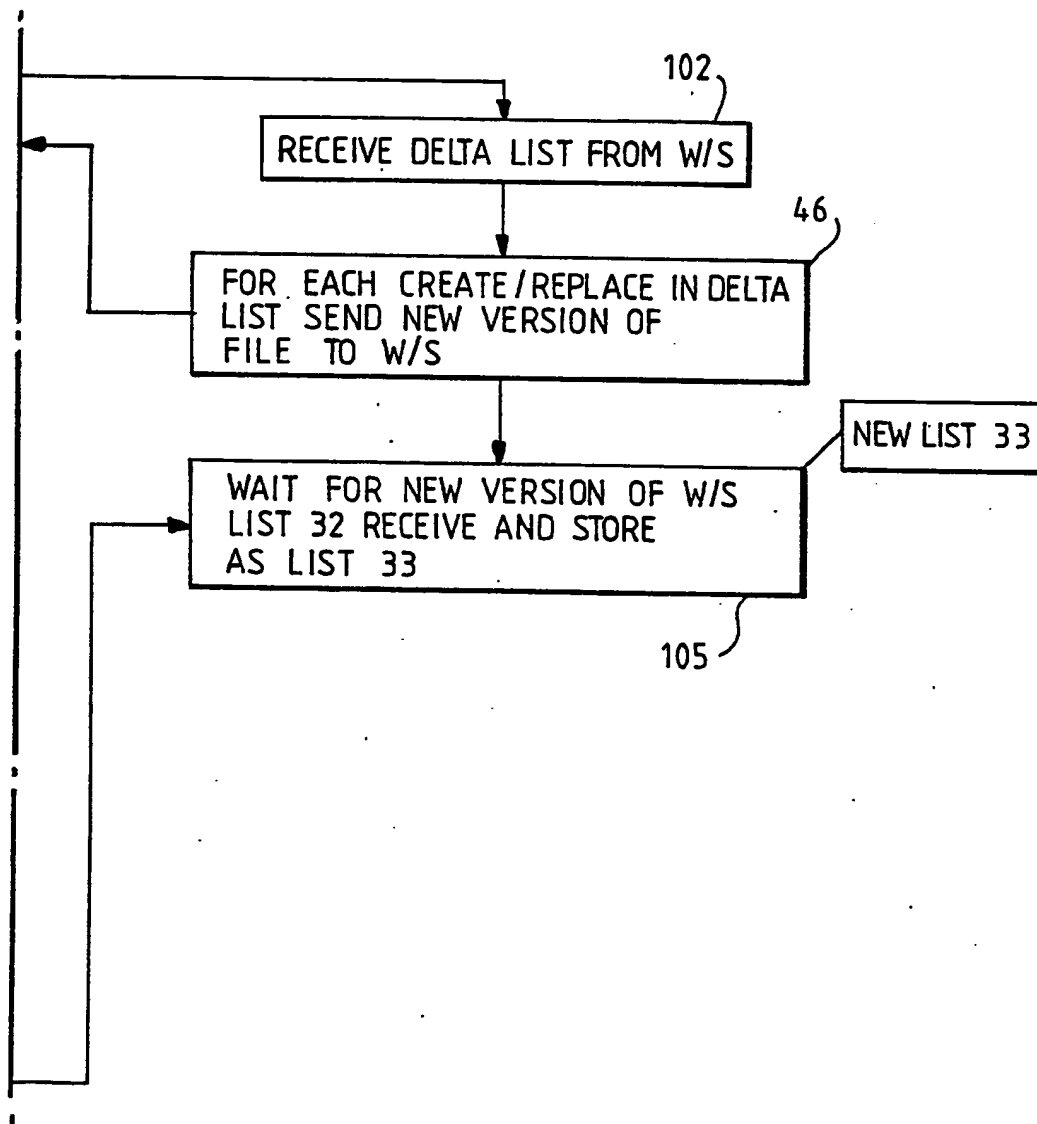 102
RECEIVE DELTA LIST FROM W/S
46
FOR EACH CREATE/REPLACE IN DELTA
LIST SEND NEW VERSION OF
FILE TO W/S
NEW LIST 33
WAIT FOR NEW VERSION OF W/S
LIST 32 RECEIVE AND STORE
AS LIST 33
105